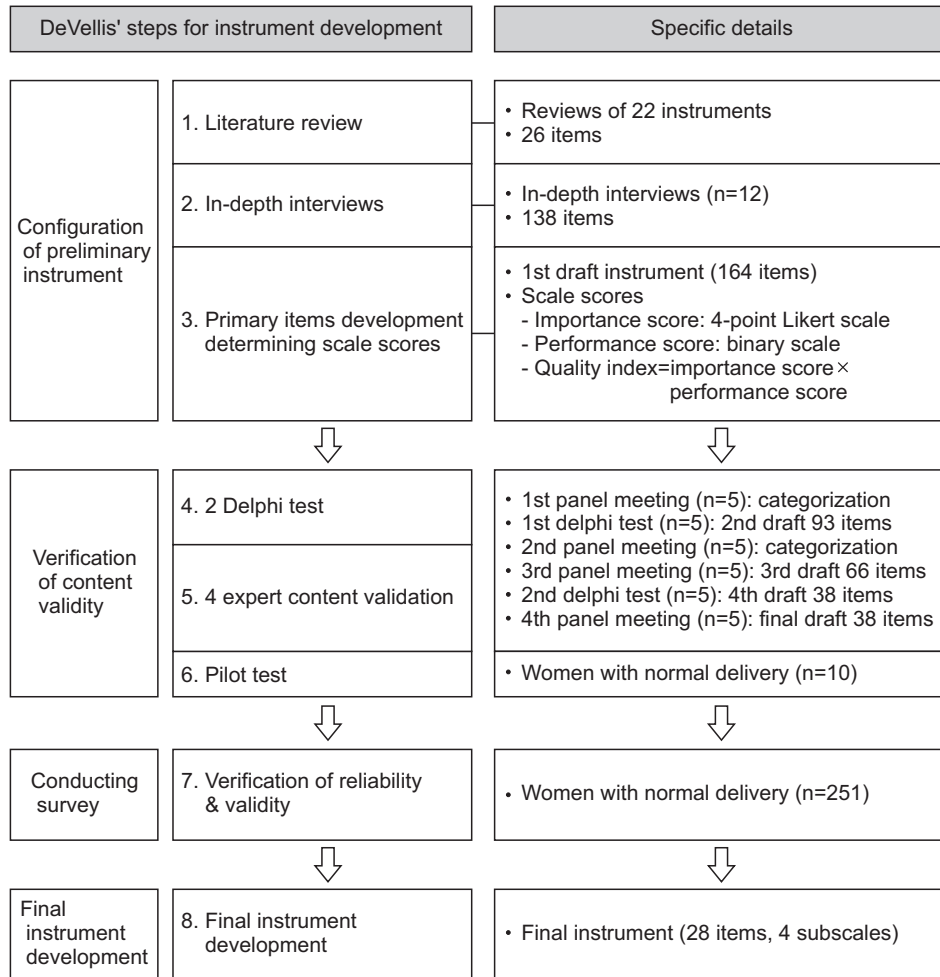 DeVellis' steps for instrument development
Specific details
Configuration
of preliminary
instrument
1. Literature review
• Reviews of 22 instruments
• 26 items
2. In-depth interviews
• In-depth interviews (n=12)
• 138 items
3. Primary items development
determining scale scores
• 1st draft instrument (164 items)
• Scale scores
- Importance score: 4-point Likert scale
- Performance score: binary scale
- Quality index=importance score×
performance score
Verification
of content
validity
4. 2 Delphi test
5. 4 expert content validation
• 1st panel meeting (n=5): categorization
• 1st delphi test (n=5): 2nd draft 93 items
• 2nd panel meeting (n=5): categorization
• 3rd panel meeting (n=5): 3rd draft 66 items
• 2nd delphi test (n=5): 4th draft 38 items
• 4th panel meeting (n=5): final draft 38 items
6. Pilot test
• Women with normal delivery (n=10)
Conducting
survey
7. Verification of reliability
& validity
• Women with normal delivery (n=251)
Final
instrument
development
8. Final instrument
development
• Final instrument (28 items, 4 subscales)